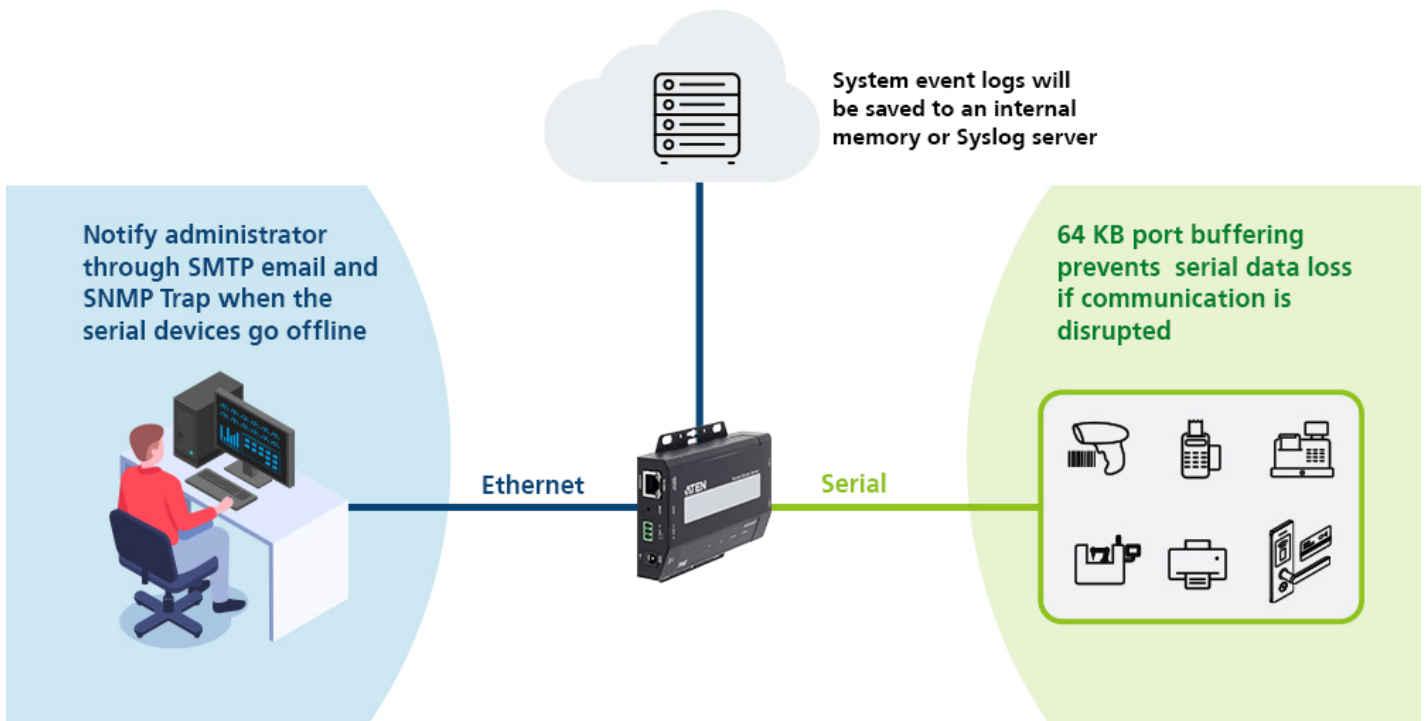 System event logs will
be saved to an internal
memory or Syslog server
Notify administrator
through SMTP email and
SNMP Trap when the
serial devices go offline
64 KB port buffering
prevents serial data loss
if communication is
disrupted
Ethernet
Serial
ATEN